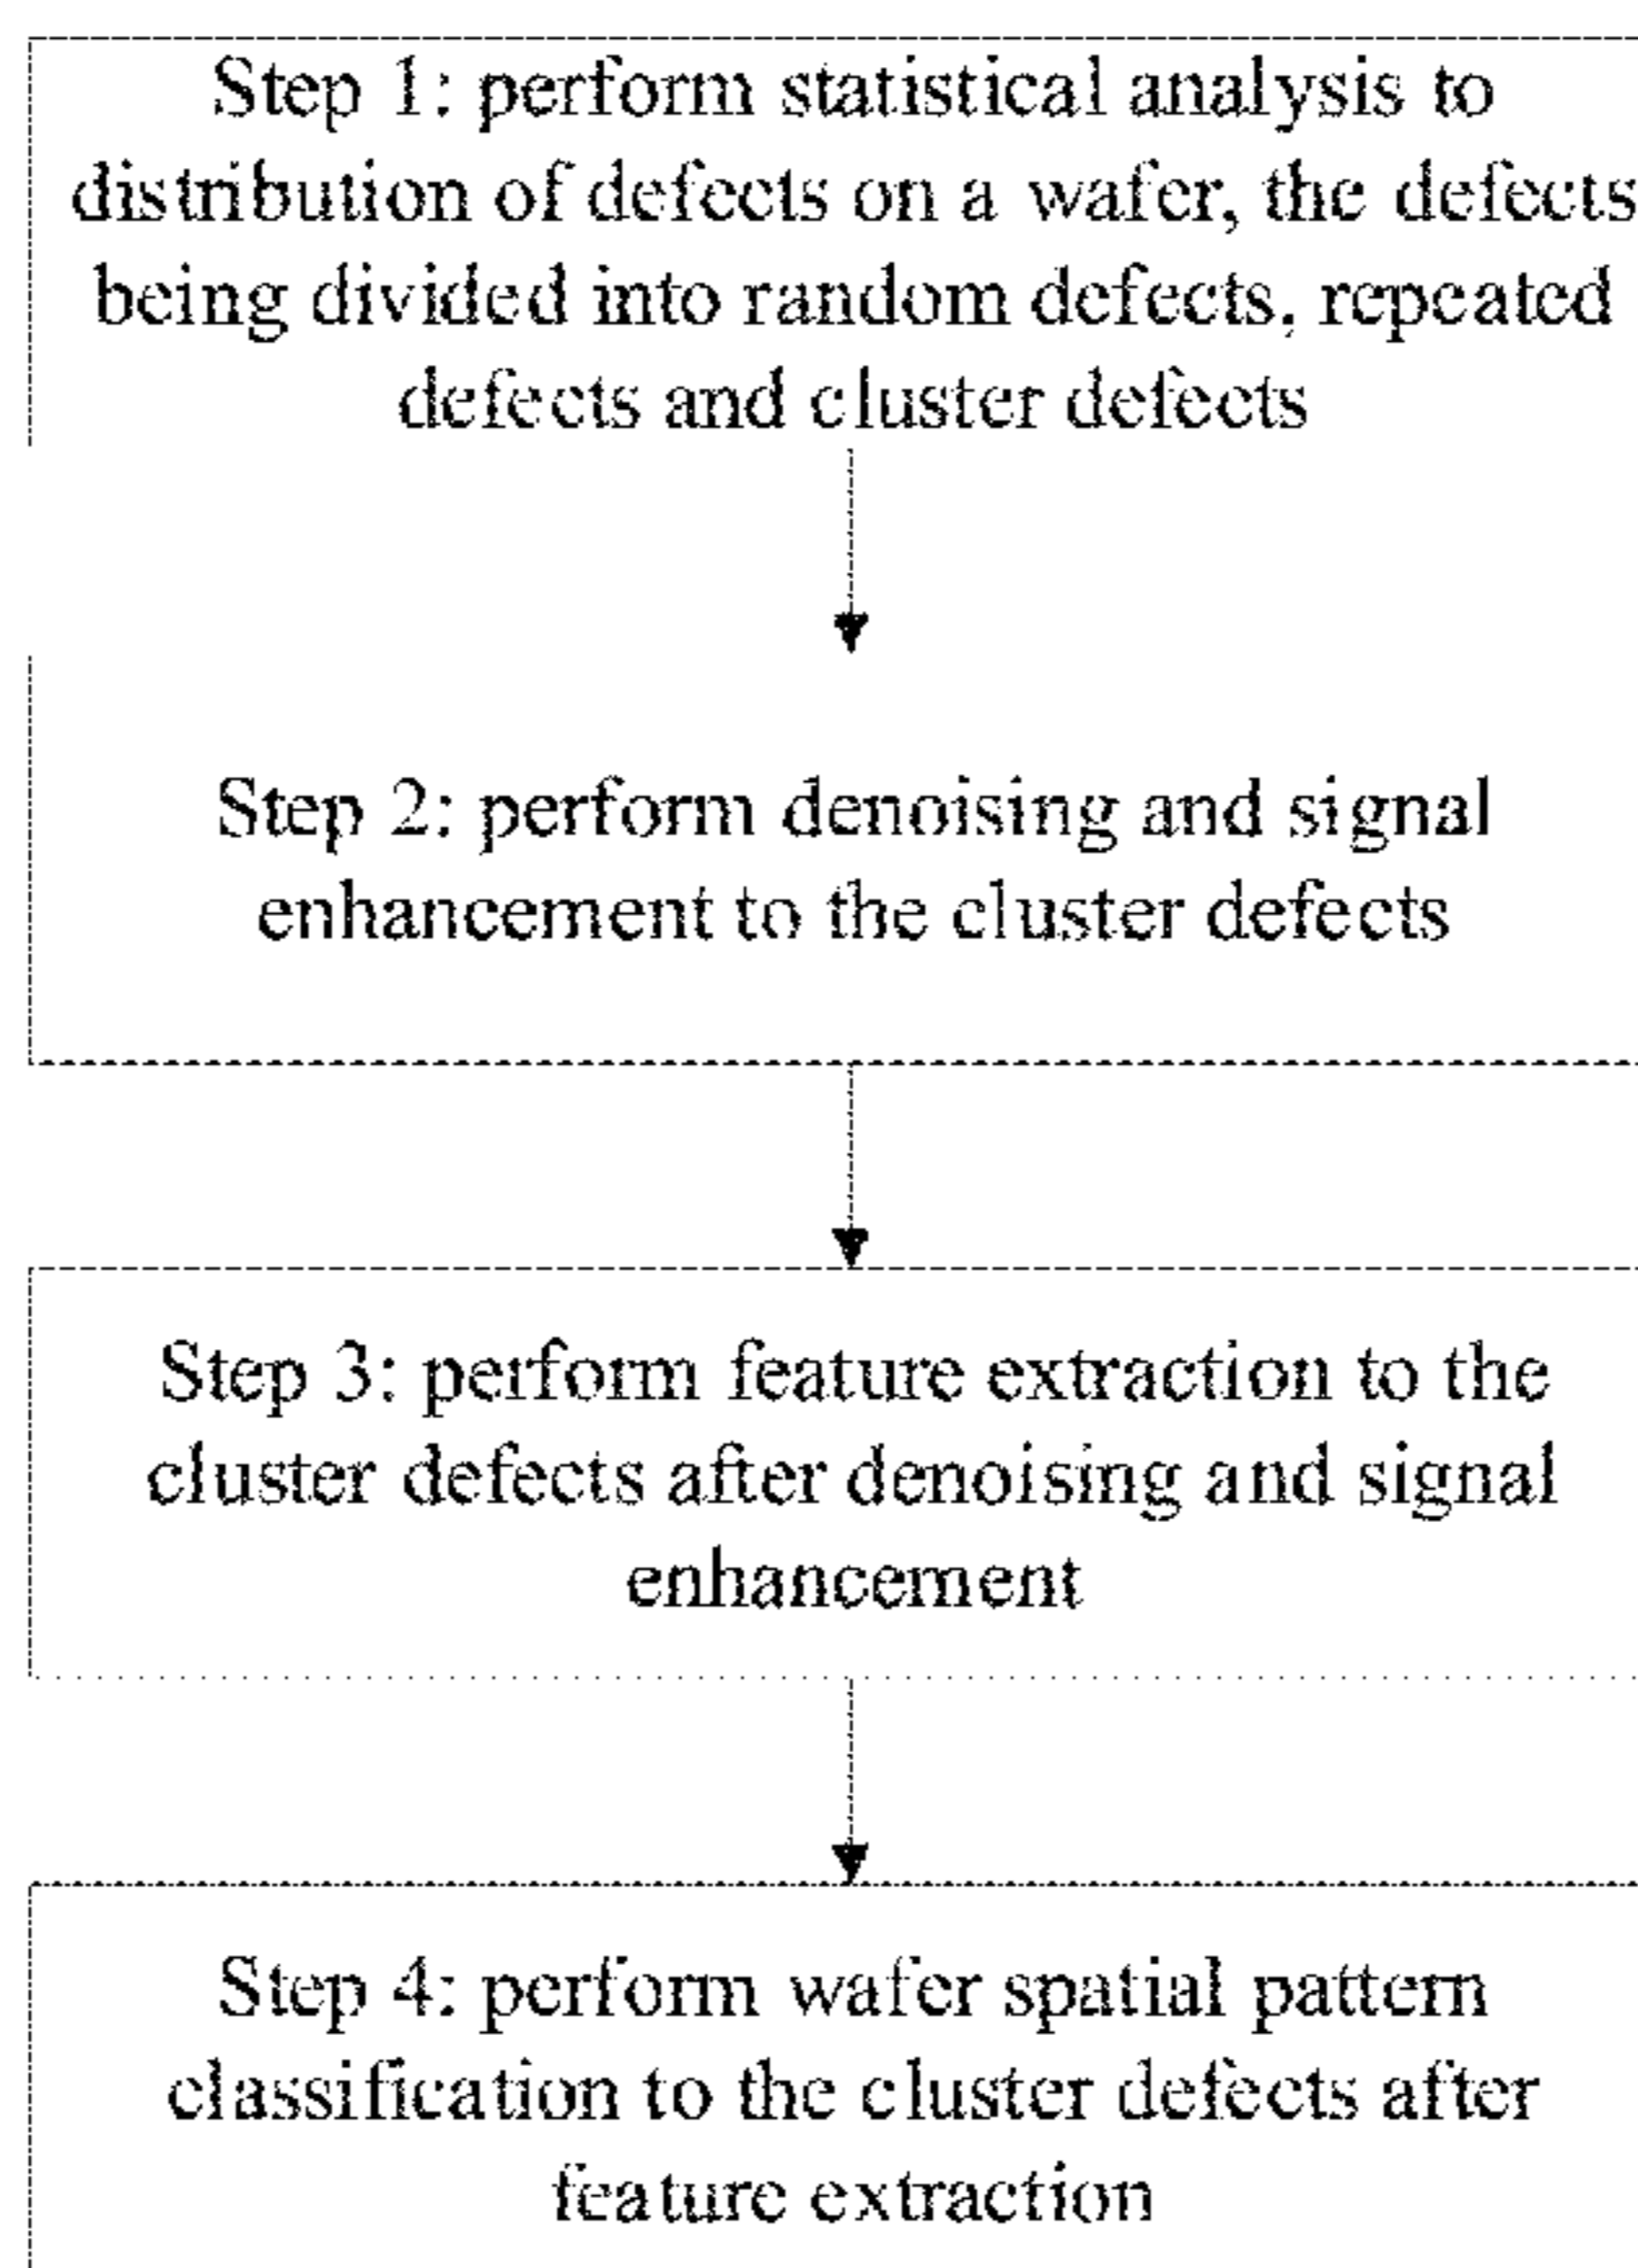 Step 1: perform statistical analysis to
distribution of defects on a wafer, the defects
being divided into random defects, repeated
defects and cluster defects
Step 2: perform denoising and signal
enhancement to the cluster defects
Step 3: perform feature extraction to the
cluster defects after denoising and signal
enhancement
Step 4: perform wafer spatial pattern
classification to the cluster defects after
feature extraction